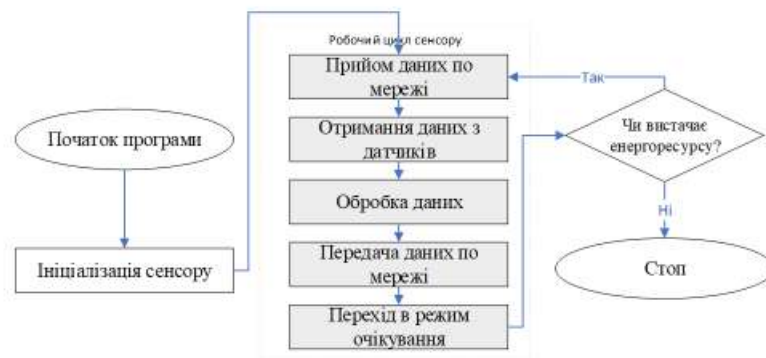 Робочий цикл сенсору
Прийом даних по
мережі
Так
Початок програми
Отримання даних з
датчиків
Чи вистачає
енергоресурсу?
Обробка даних
Ні
Ініціалізація сенсору
Передача даних по
мережі
Стоп
Перехід в режим
очікування